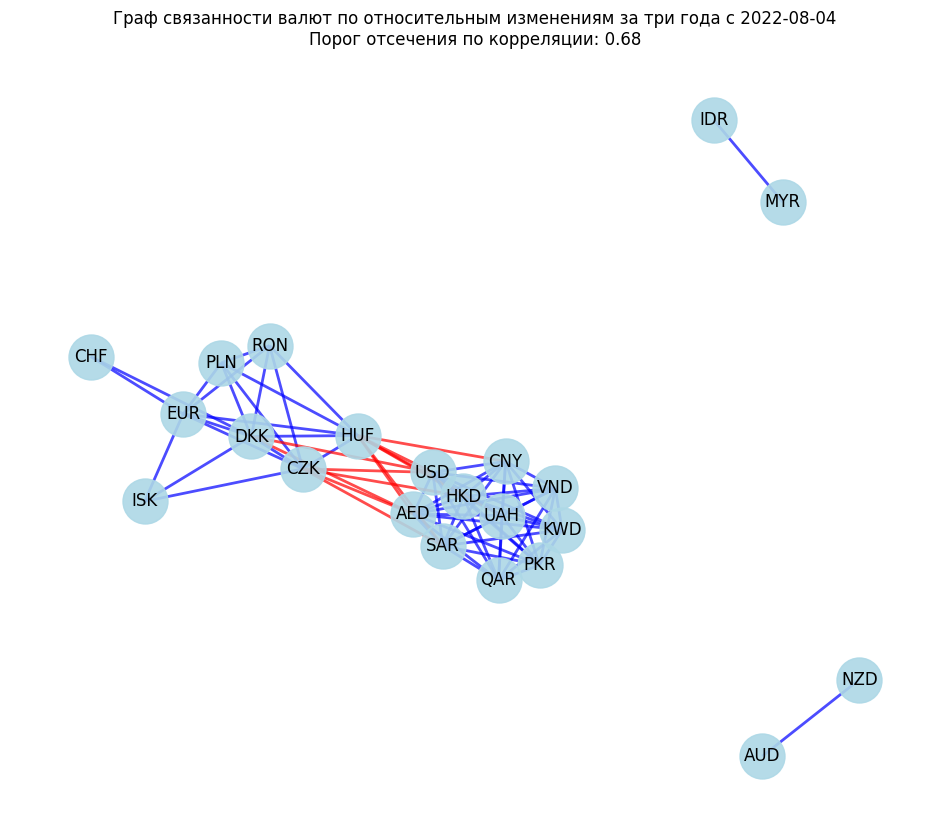 Граф связанности валют по относительным изменениям за три года с 2022-08-04
Порог отсечения по корреляции: 0.68
IDR
MYR
RON
CHF
PLN
EUR
DKK
HUF
CZK
USD
CNY
VND
HKD
ISK
AED
UAH
KWD
SAR
PKR
QAR
NZD
AUD